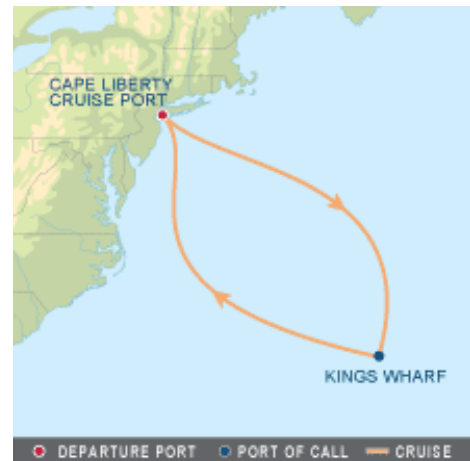 CAPE LIBERTY
CRUISE PORT
KINGS WHARF
DEPARTURE PORT PORT OF CALL CRUISE